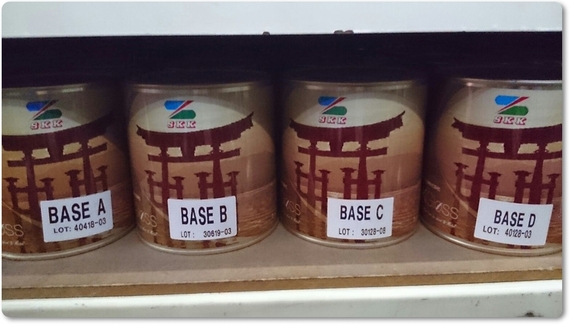 SKK
BASE A
LOT: 40418-03
SKK
BASE B
LOT: 30619-03
SKK
BASE C
LOT: 30128-08
SKK
BASE D
LOT: 40128-03